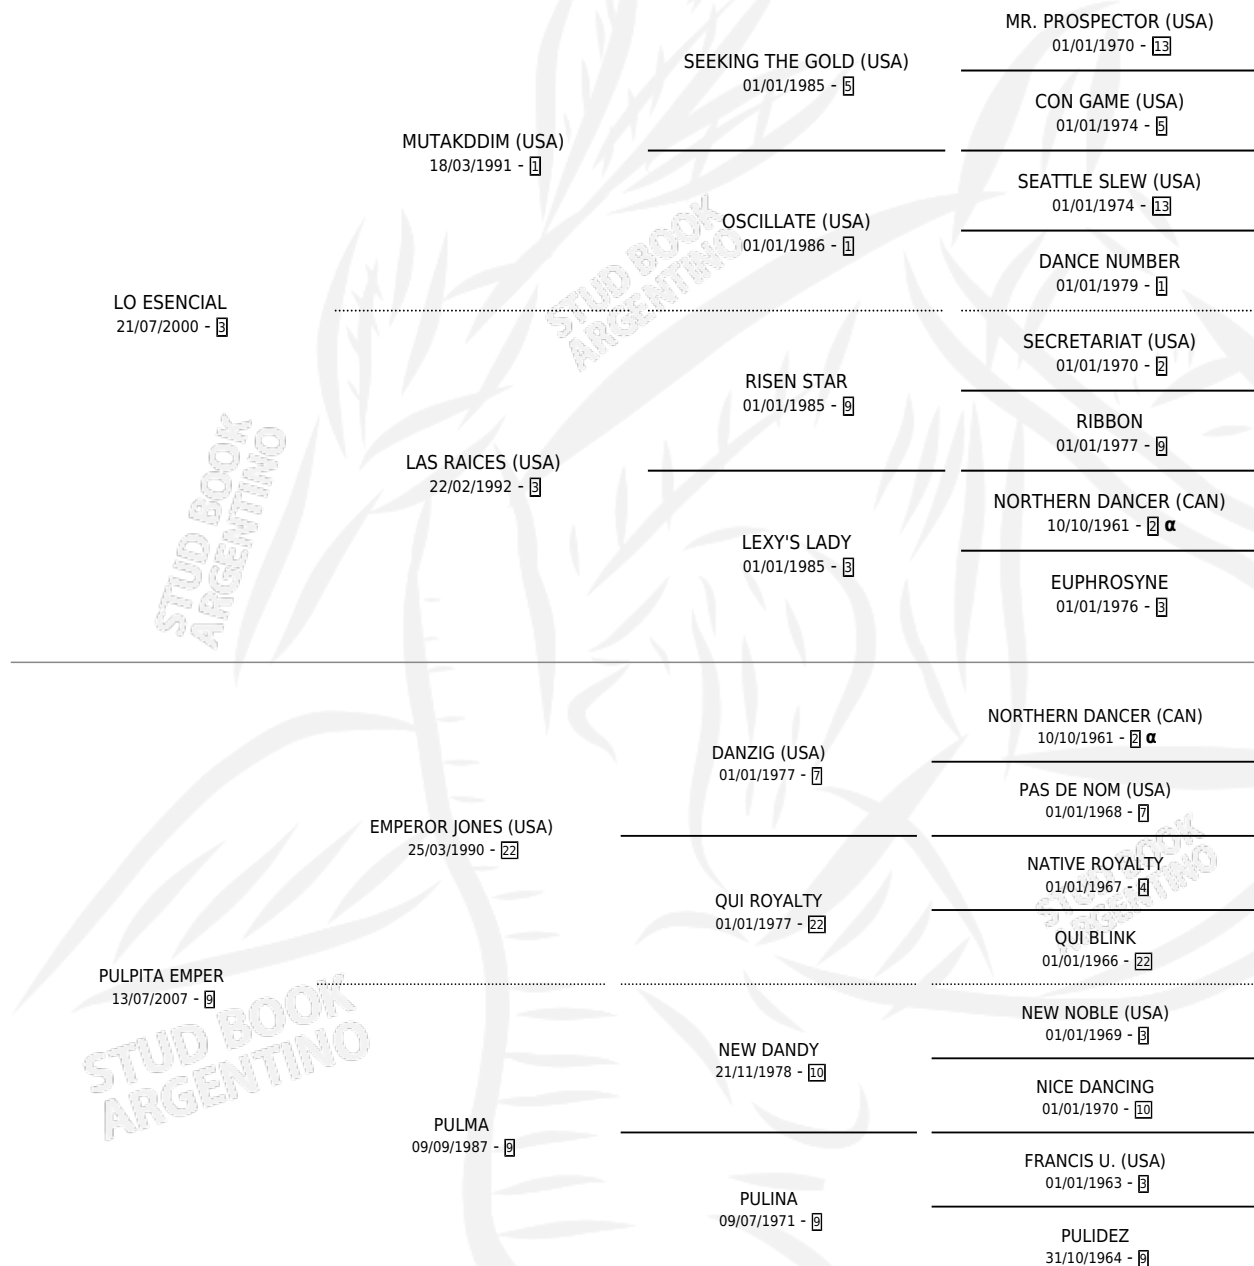 MR. PROSPECTOR (USA)
01/01/1970 - 13
SEEKING THE GOLD (USA)
01/01/1985 - 5
CON GAME (USA)
01/01/1974 - 5
MUTAKDDIM (USA)
18/03/1991 - 1
SEATTLE SLEW (USA)
01/01/1974 - 13
OSCILLATE (USA)
01/01/1986 - 1
DANCE NUMBER
01/01/1979 - 1
LO ESENCIAL
21/07/2000 - 3
SECRETARIAT (USA)
01/01/1970 - 2
RISEN STAR
01/01/1985 - 9
RIBBON
01/01/1977 - 9
LAS RAICES (USA)
22/02/1992 - 3
NORTHERN DANCER (CAN)
10/10/1961 - 2 α
LEXY'S LADY
01/01/1985 - 3
EUPHROSYNE
01/01/1976 - 3
NORTHERN DANCER (CAN)
10/10/1961 - 2 α
DANZIG (USA)
01/01/1977 - 7
PAS DE NOM (USA)
01/01/1968 - 7
EMPEROR JONES (USA)
25/03/1990 - 22
NATIVE ROYALTY
01/01/1967 - 4
QUI ROYALTY
01/01/1977 - 22
QUI BLINK
01/01/1966 - 22
PULPITA EMPER
13/07/2007 - 9
NEW NOBLE (USA)
01/01/1969 - 3
NEW DANDY
21/11/1978 - 10
NICE DANCING
01/01/1970 - 10
PULMA
09/09/1987 - 9
FRANCIS U. (USA)
01/01/1963 - 3
PULINA
09/07/1971 - 9
PULIDEZ
31/10/1964 - 9
STUD BOOK
ARGENTINO
STUD BOOK
ARGENTINO
STUD BOOK
ARGENTINO
STUD BOOK
ARGENTINO